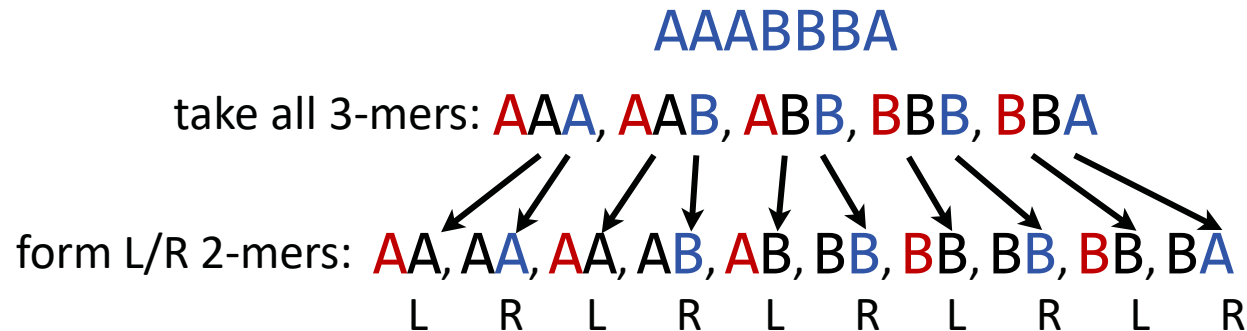 AAABBBBA
take all 3-mers: AAA, AAB, ABB, BBB, BBA
form L/R 2-mers: AA, AA, AA, AB, AB, BB, BB, BB, BB, BA
L R L R L R L R L R